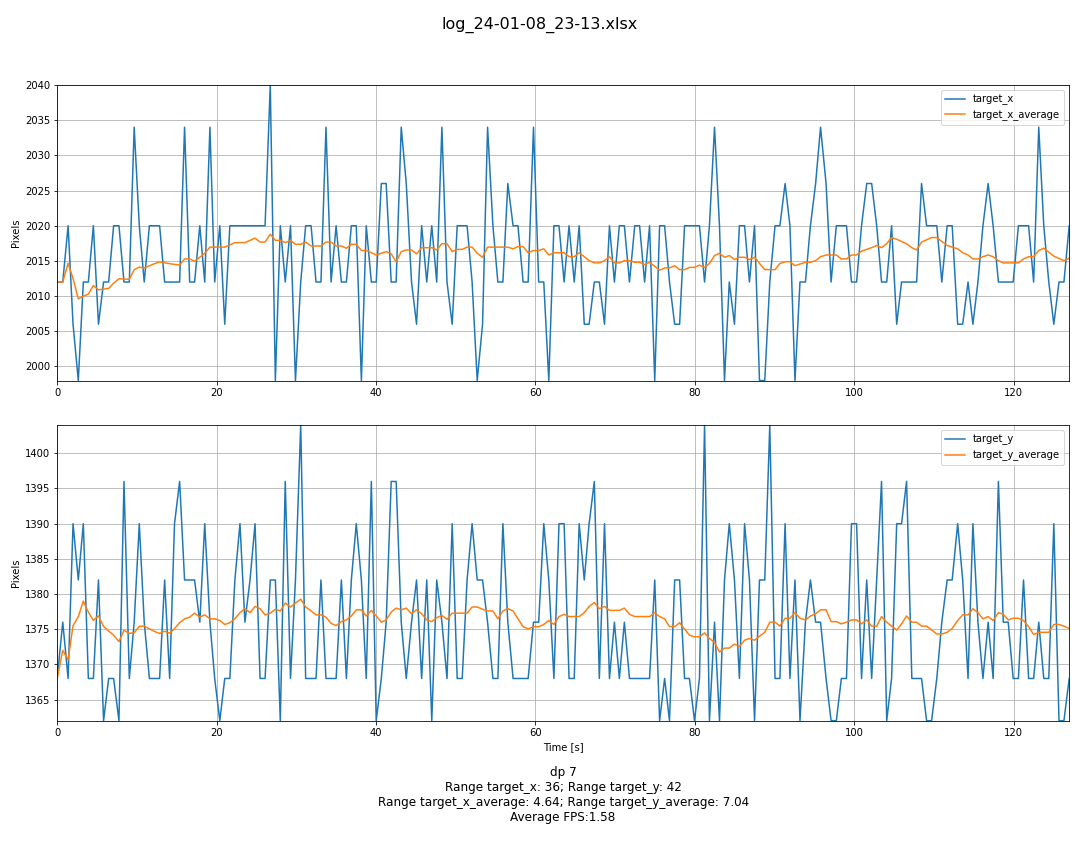 log_24-01-08_23-13.xlsx
2040
2035
2030
2025
2020
2015
2010
2005
2000
Pixels
target_x
target_x_average
0 20 40 60 80 100 120
1400
1395
1390
1385
1380
1375
1370
1365
Pixels
target_y
target_y_average
0 20 40 60 80 100 120
Time [s]
dp 7
Range target_x: 36; Range target_y: 42
Range target_x_average: 4.64; Range target_y_average: 7.04
Average FPS:1.58